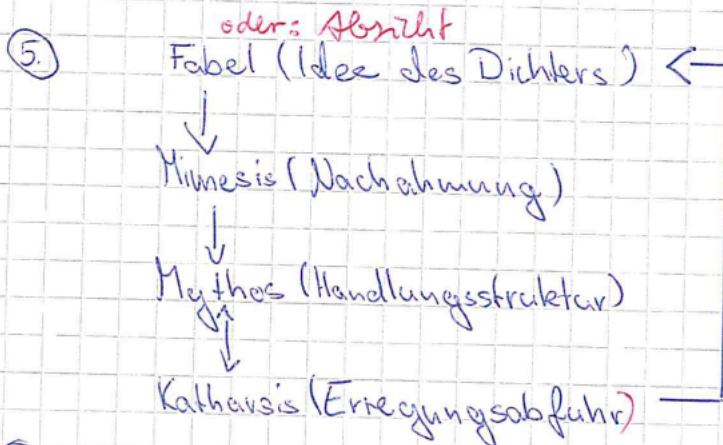 oder: Absicht
5. Fabel (Idee des Dichters)
Mimesis (Nachahmung)
Mythos (Handlungsstruktur)
Katharsis (Erregungsabfuhr)